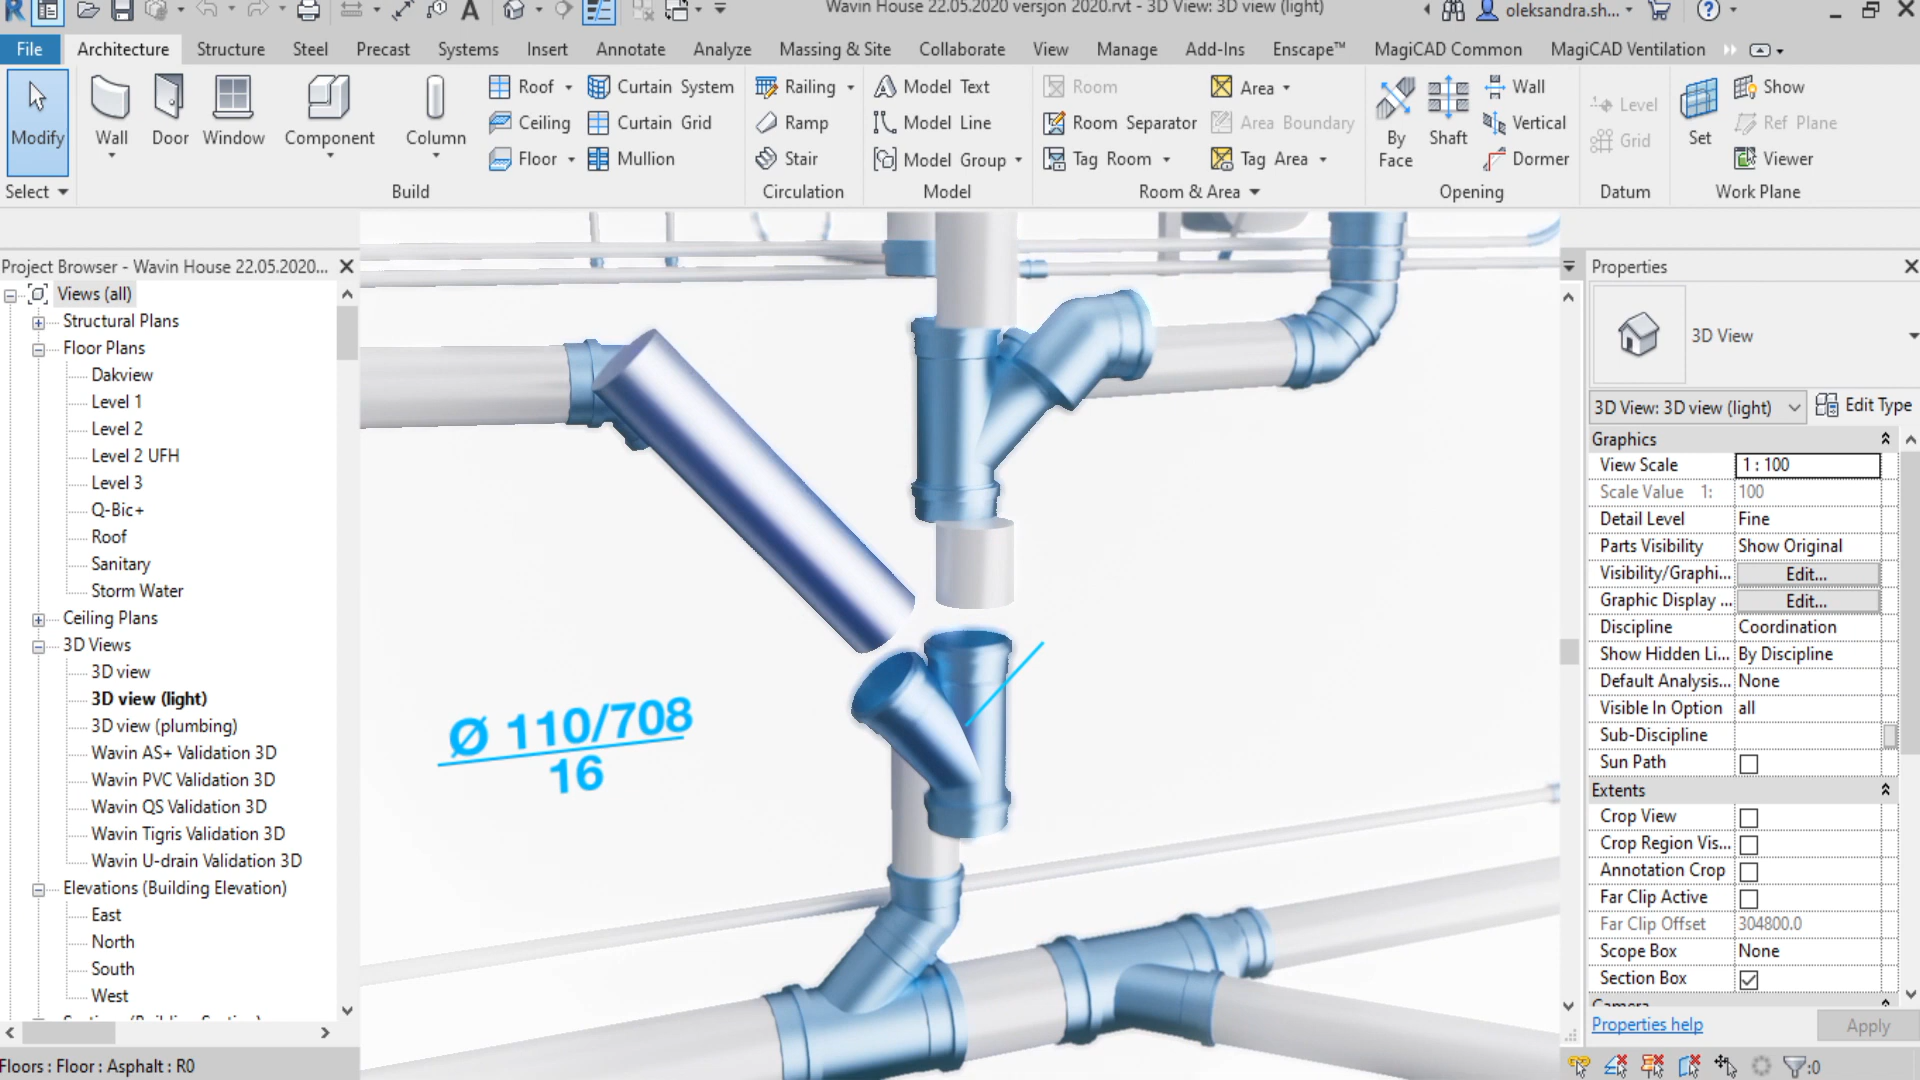 Wavin House 22.05.2020 versjon 2020.rvt - 3D View: 3D view (light)
oleksandra.sh...
File Architecture Structure Steel Precast Systems Insert Annotate Analyze Massing & Site Collaborate View Manage Add-Ins Enscape™ MagiCAD Common MagiCAD Ventilation
Modify
Select
Wall
Door
Window
Component
Column
Roof
Ceiling
Floor
Curtain System
Curtain Grid
Mullion
Build
Railing
Ramp
Stair
Circulation
Model Text
Model Line
Model Group
Model
Room
Room Separator
Tag Room
Area
Area Boundary
Tag Area
Room & Area
By Face
Shaft
Wall
Vertical
Dormer
Opening
Level
Grid
Datum
Set
Show
Ref Plane
Viewer
Work Plane
Project Browser - Wavin House 22.05.2020...
Views (all)
Structural Plans
Floor Plans
Dakview
Level 1
Level 2
Level 2 UFH
Level 3
Q-Bic+
Roof
Sanitary
Storm Water
Ceiling Plans
3D Views
3D view
3D view (light)
3D view (plumbing)
Wavin AS+ Validation 3D
Wavin PVC Validation 3D
Wavin QS Validation 3D
Wavin Tigris Validation 3D
Wavin U-drain Validation 3D
Elevations (Building Elevation)
East
North
South
West
Floors : Floor : Asphalt : R0
Ø 110/708
16
Properties
3D View
3D View: 3D view (light)
Edit Type
Graphics
View Scale 1 : 100
Scale Value 1: 100
Detail Level Fine
Parts Visibility Show Original
Visibility/Graphi... Edit...
Graphic Display ... Edit...
Discipline Coordination
Show Hidden Li... By Discipline
Default Analysis... None
Visible In Option all
Sub-Discipline
Sun Path
Extents
Crop View
Crop Region Vis...
Annotation Crop
Far Clip Active
Far Clip Offset 304800.0
Scope Box None
Section Box
Camera
Properties help
Apply
:0